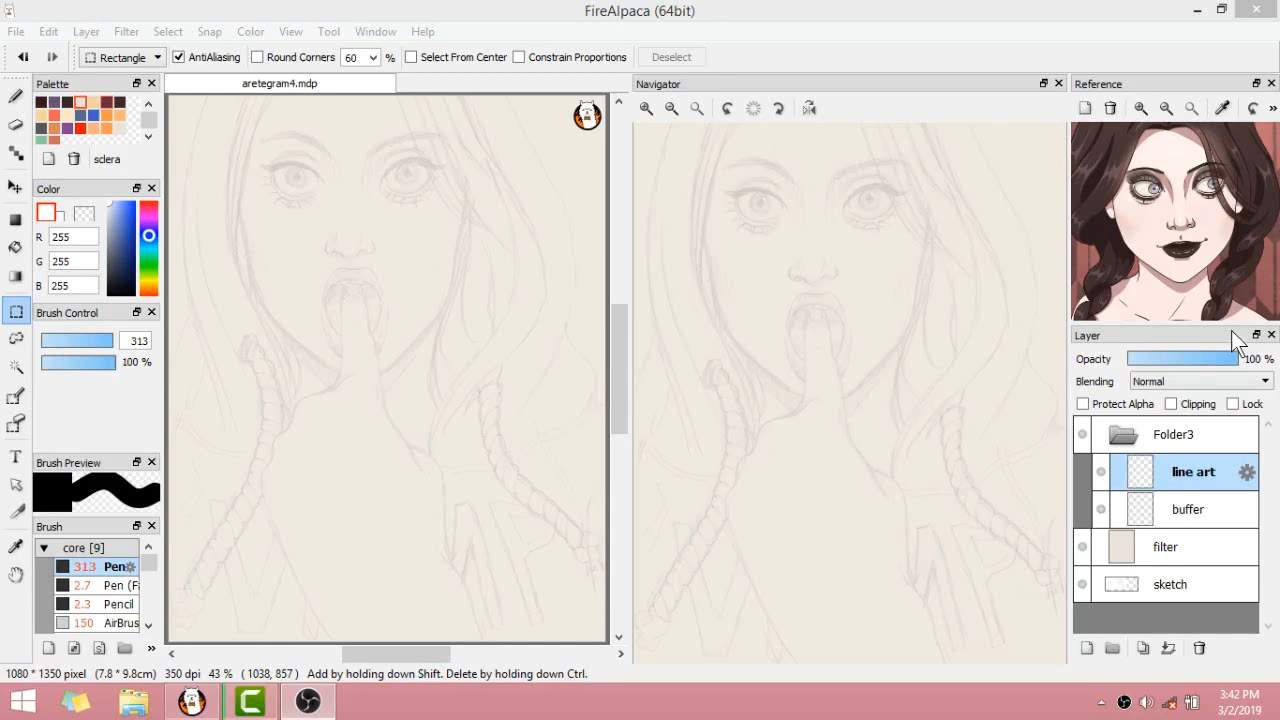 FireAlpaca (64bit)
File Edit Layer Filter Select Snap Color View Tool Window Help
Rectangle AntiAliasing Round Corners 60 % Select From Center Constrain Proportions Deselect
Palette
aretegram4.mdp
Navigator
Reference
sclera
Color
R 255
G 255
B 255
Brush Control
313
100 %
Layer
Opacity 100 %
Blending Normal
Protect Alpha Clipping Lock
Folder3
line art
buffer
filter
sketch
Brush Preview
Brush
core [9]
313 Pen
2.7 Pen (F
2.3 Pencil
150 AirBrus
1080 * 1350 pixel (7.8 * 9.8cm) 350 dpi 43 % ( 1038, 857 ) Add by holding down Shift. Delete by holding down Ctrl.
3:42 PM
3/2/2019